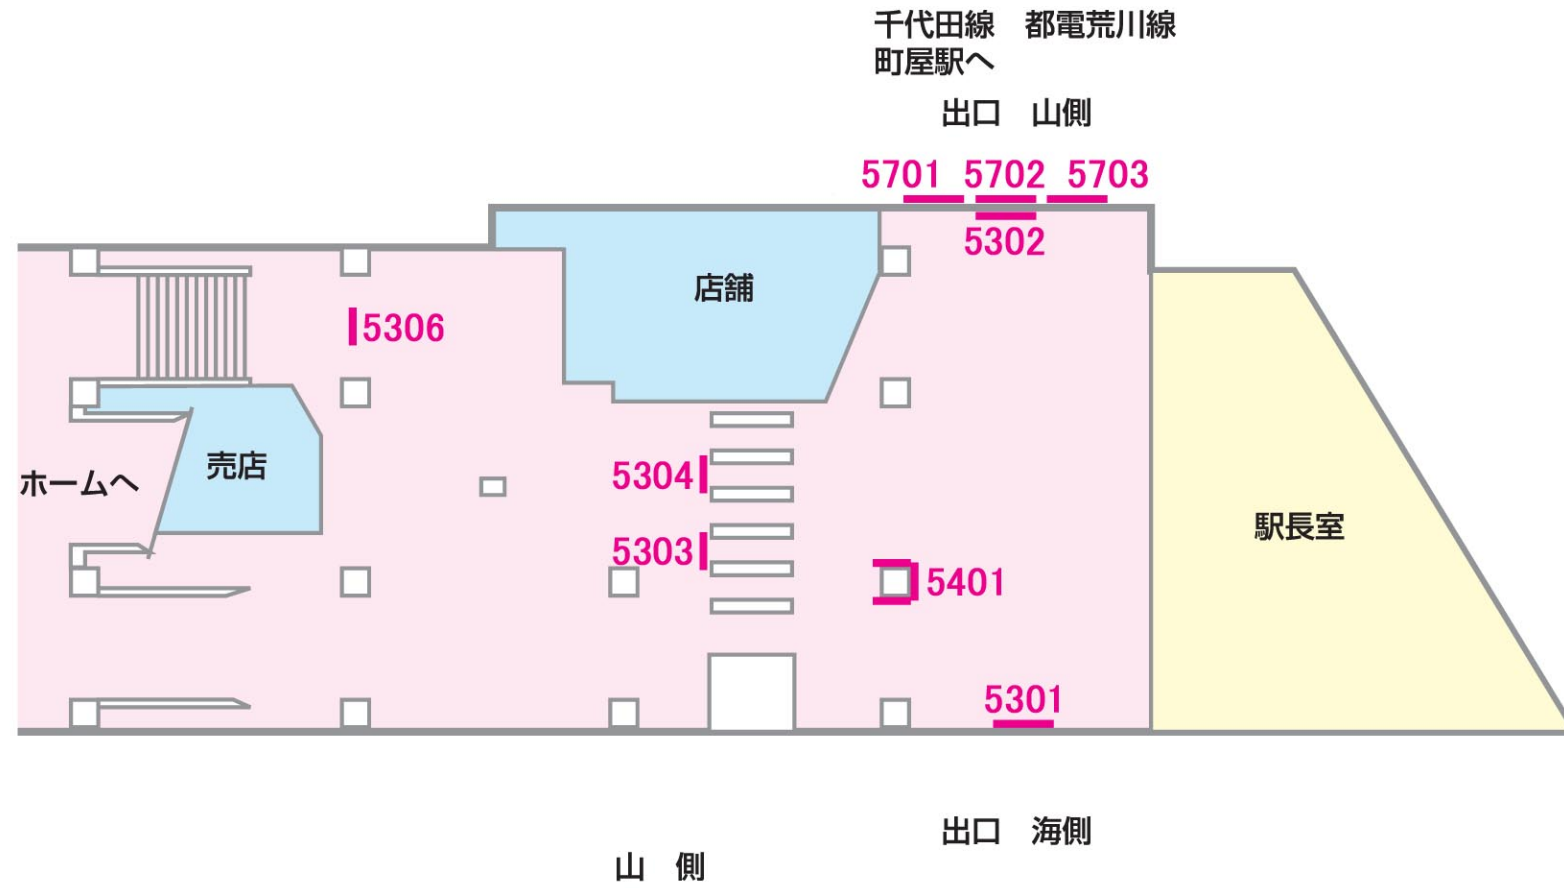 千代田線　都電荒川線
町屋駅へ
出口　山側
5701 5702 5703
5302
店舗
5306
5304
売店
ホームへ
駅長室
5303
5401
5301
出口　海側
山　側